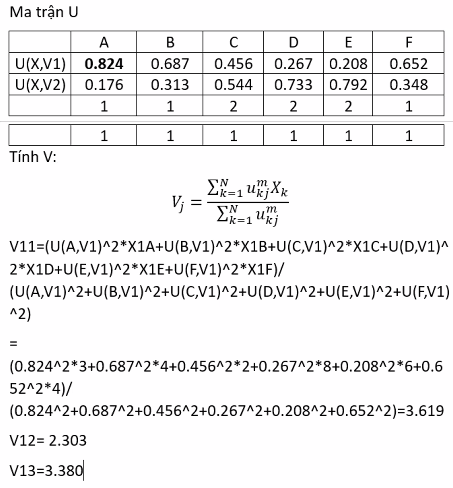 Ma trận U
A B C D E F
U(X,V1) 0.824 0.687 0.456 0.267 0.208 0.652
U(X,V2) 0.176 0.313 0.544 0.733 0.792 0.348
1 1 2 2 2 1
1 1 1 1 1 1
Tính V:
V_j = \frac{\sum_{k=1}^{N} u_{kj}^{m} X_k}{\sum_{k=1}^{N} u_{kj}^{m}}
V11=(U(A,V1)^2*X1A+U(B,V1)^2*X1B+U(C,V1)^2*X1C+U(D,V1)^
2*X1D+U(E,V1)^2*X1E+U(F,V1)^2*X1F)/
(U(A,V1)^2+U(B,V1)^2+U(C,V1)^2+U(D,V1)^2+U(E,V1)^2+U(F,V1)
^2)
=
(0.824^2*3+0.687^2*4+0.456^2*2+0.267^2*8+0.208^2*6+0.6
52^2*4)/
(0.824^2+0.687^2+0.456^2+0.267^2+0.208^2+0.652^2)=3.619
V12= 2.303
V13=3.380